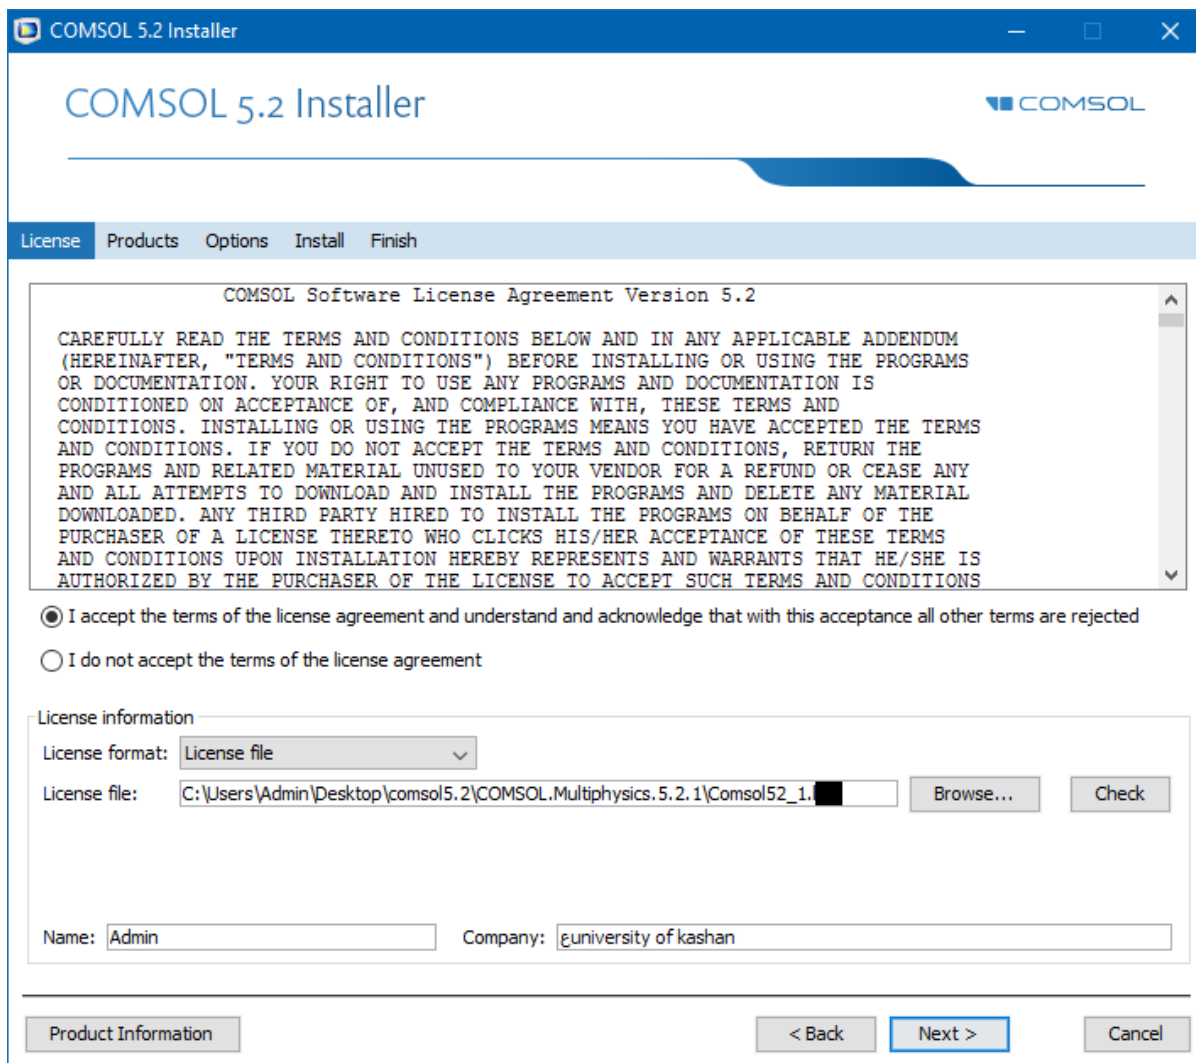 COMSOL 5.2 Installer
COMSOL 5.2 Installer
COMSOL
License Products Options Install Finish
COMSOL Software License Agreement Version 5.2
CAREFULLY READ THE TERMS AND CONDITIONS BELOW AND IN ANY APPLICABLE ADDENDUM
(HEREINAFTER, "TERMS AND CONDITIONS") BEFORE INSTALLING OR USING THE PROGRAMS
OR DOCUMENTATION. YOUR RIGHT TO USE ANY PROGRAMS AND DOCUMENTATION IS
CONDITIONED ON ACCEPTANCE OF, AND COMPLIANCE WITH, THESE TERMS AND
CONDITIONS. INSTALLING OR USING THE PROGRAMS MEANS YOU HAVE ACCEPTED THE TERMS
AND CONDITIONS. IF YOU DO NOT ACCEPT THE TERMS AND CONDITIONS, RETURN THE
PROGRAMS AND RELATED MATERIAL UNUSED TO YOUR VENDOR FOR A REFUND OR CEASE ANY
AND ALL ATTEMPTS TO DOWNLOAD AND INSTALL THE PROGRAMS AND DELETE ANY MATERIAL
DOWNLOADED. ANY THIRD PARTY HIRED TO INSTALL THE PROGRAMS ON BEHALF OF THE
PURCHASER OF A LICENSE THERETO WHO CLICKS HIS/HER ACCEPTANCE OF THESE TERMS
AND CONDITIONS UPON INSTALLATION HEREBY REPRESENTS AND WARRANTS THAT HE/SHE IS
AUTHORIZED BY THE PURCHASER OF THE LICENSE TO ACCEPT SUCH TERMS AND CONDITIONS
I accept the terms of the license agreement and understand and acknowledge that with this acceptance all other terms are rejected
I do not accept the terms of the license agreement
License information
License format: License file
License file: C:\Users\Admin\Desktop\comsol5.2\COMSOL.Multiphysics.5.2.1\Comsol52_1. Browse... Check
Name: Admin Company: عuniversity of kashan
Product Information < Back Next > Cancel